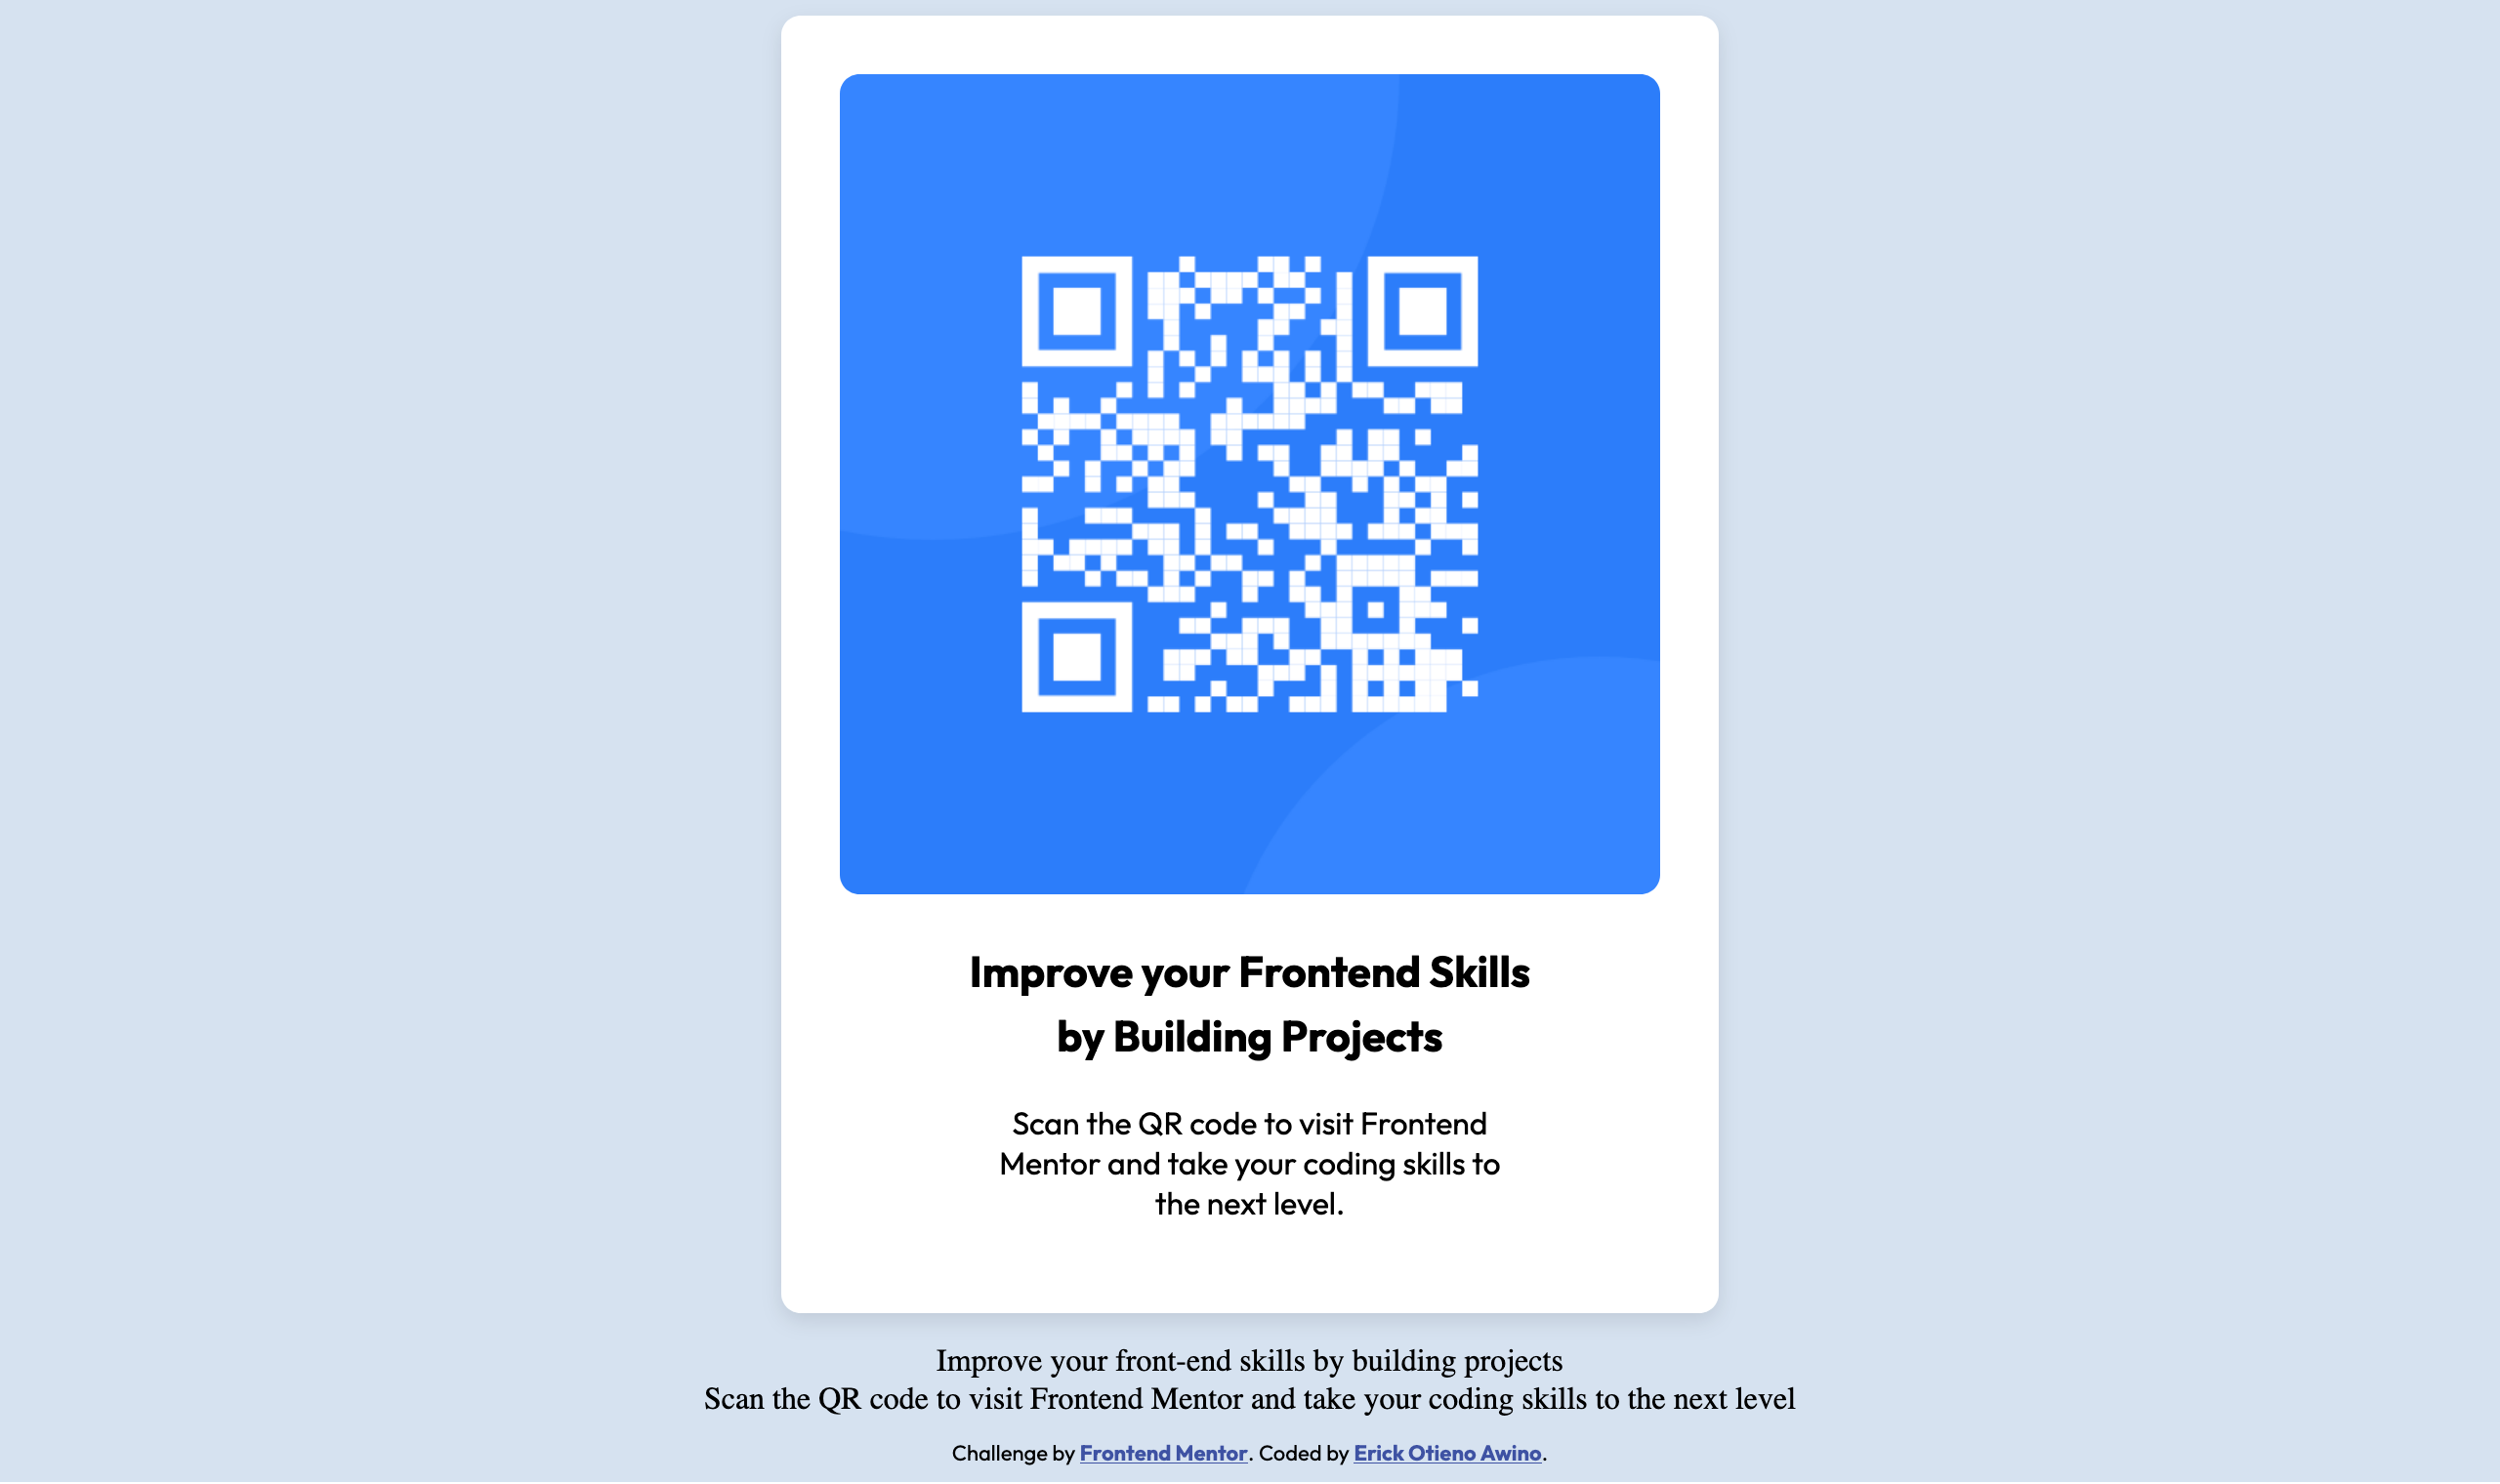 Improve your Frontend Skills
by Building Projects
Scan the QR code to visit Frontend
Mentor and take your coding skills to
the next level.
Improve your front-end skills by building projects
Scan the QR code to visit Frontend Mentor and take your coding skills to the next level
Challenge by Frontend Mentor. Coded by Erick Otieno Awino.